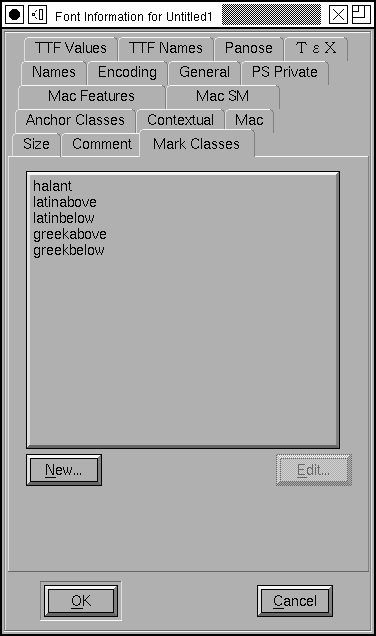 Font Information for Untitled1
TTF Values TTF Names Panose Τ ε Χ
Names Encoding General PS Private
Mac Features Mac SM
Anchor Classes Contextual Mac
Size Comment Mark Classes
halant
latinabove
latinbelow
greekabove
greekbelow
New... Edit...
OK Cancel